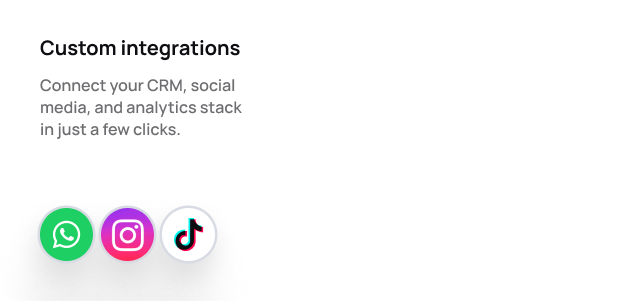 Custom integrations
Connect your CRM, social
media, and analytics stack
in just a few clicks.